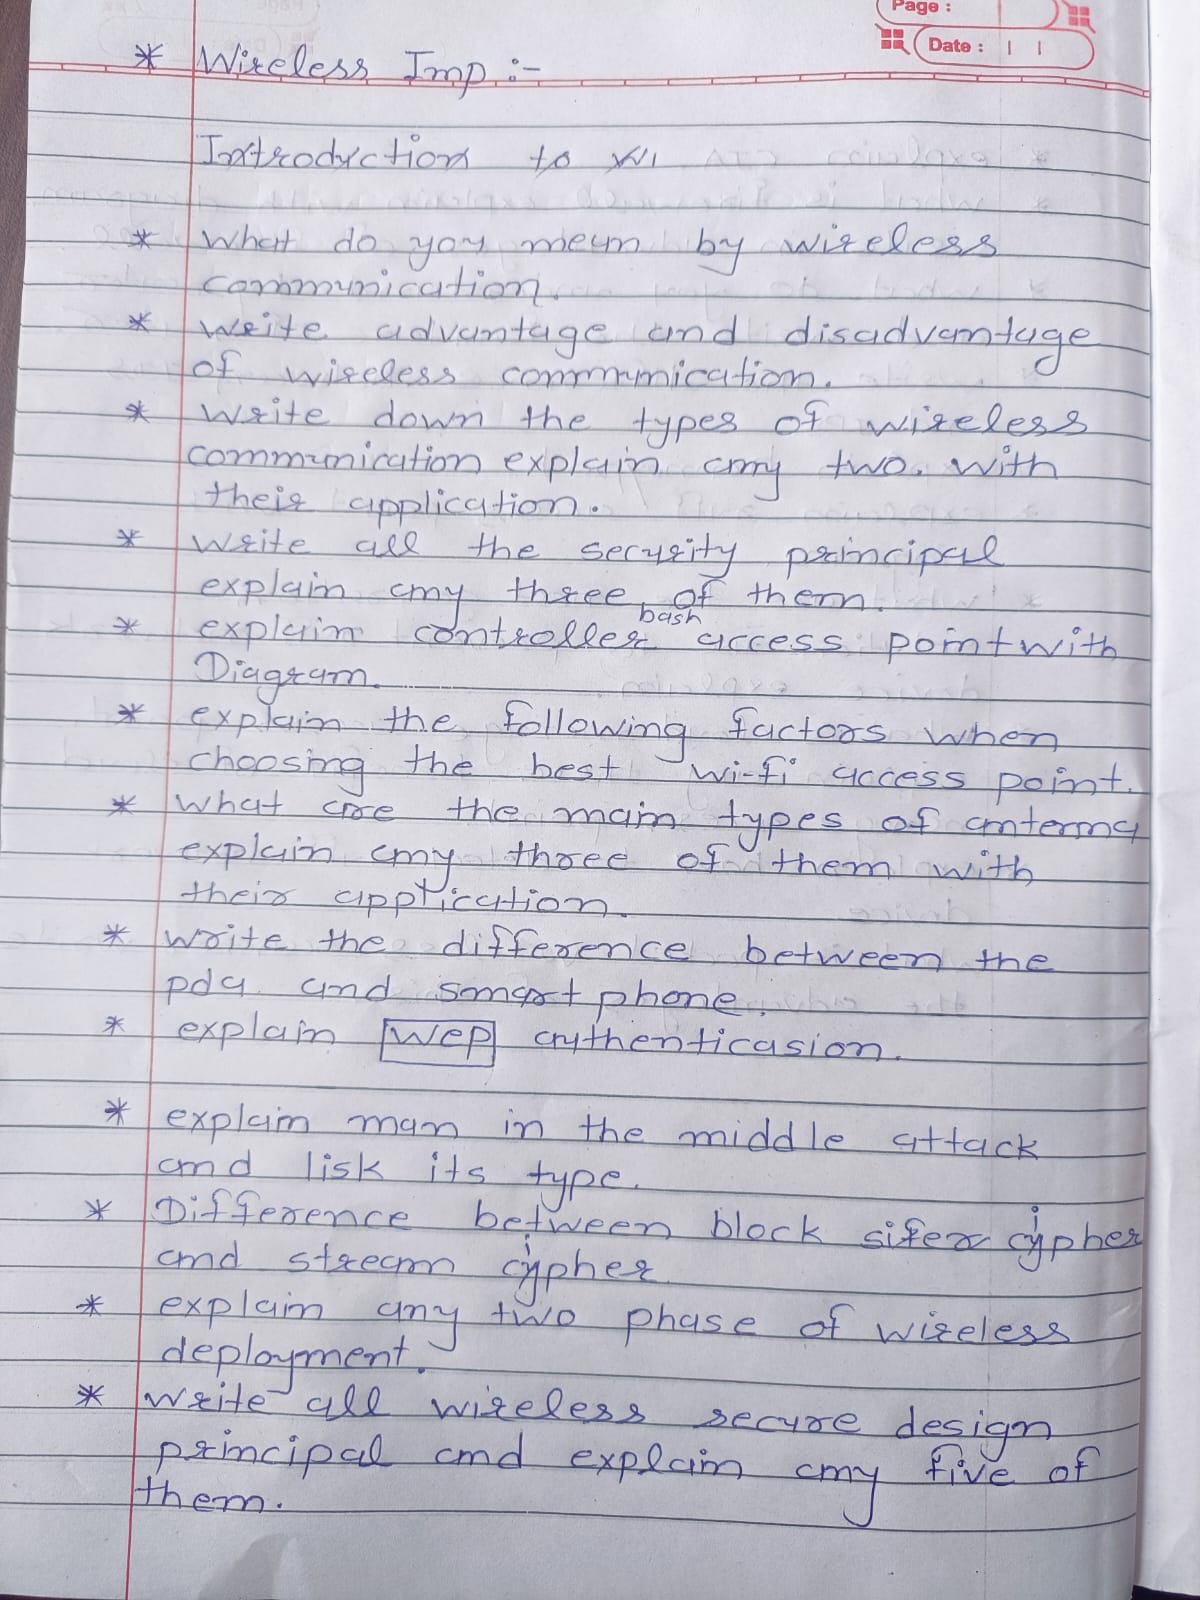 Page :
Date :
* Wireless Imp :-
Introduction to
* What do you mean by wireless
communication.
* Write advantage and disadvantage
of wireless communication.
* Write down the types of wireless
communication explain any two. with
their application.
* Write all the security principal
explain any three of them.
* explain controller bash access point with
Diagram.
* explain the following factors when
choosing the best wi-fi access point.
* what are the main types of antenna
explain any three of them with
their application.
* write the difference between the
pda and smart phone.
* explain Wep authenticasion.
* explain man in the middle attack
and lisk its type.
* Difference between block sifer cypher
and stream cypher
* explain any two phase of wireless
deployment.
* Write all wireless secure design
principal and explain any five of
them.